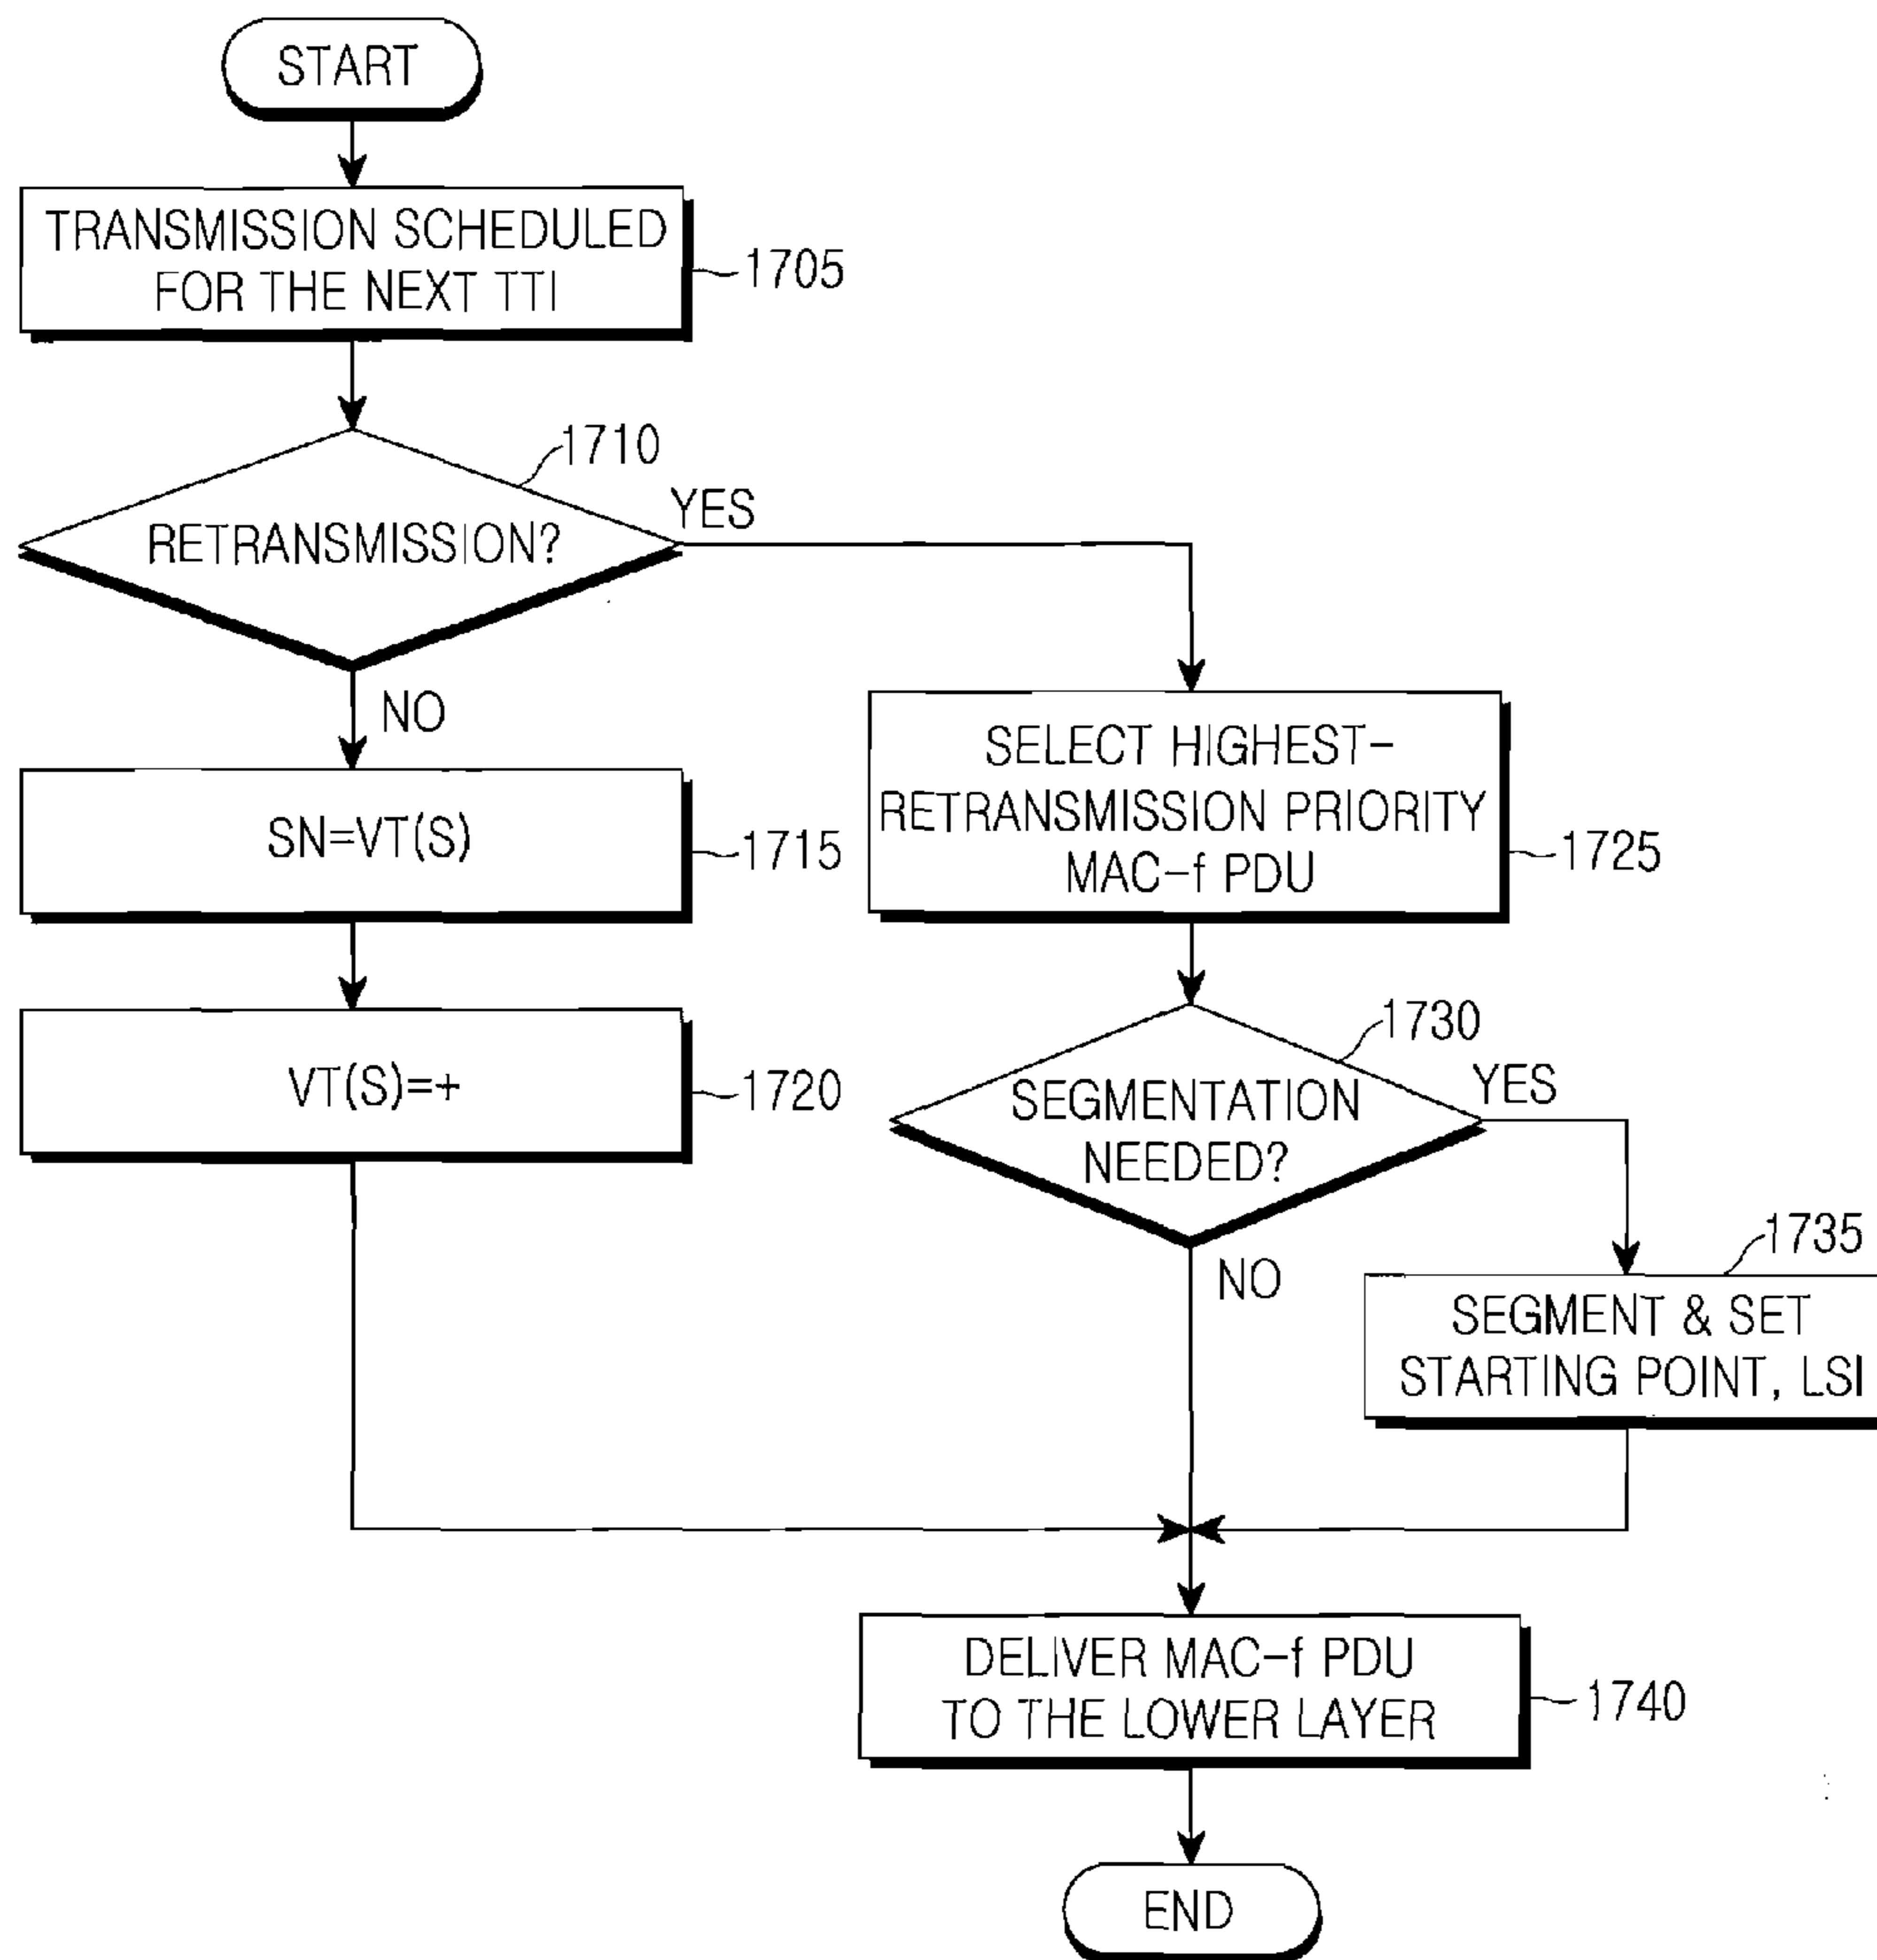 START
TRANSMISSION SCHEDULED
FOR THE NEXT TTI
1705
1710
RETRANSMISSION?
YES
NO
SN=VT(S)
1715
VT(S)=+
1720
SELECT HIGHEST-
RETRANSMISSION PRIORITY
MAC-f PDU
1725
1730
SEGMENTATION
NEEDED?
YES
NO
1735
SEGMENT & SET
STARTING POINT, LSI
DELIVER MAC-f PDU
TO THE LOWER LAYER
1740
END